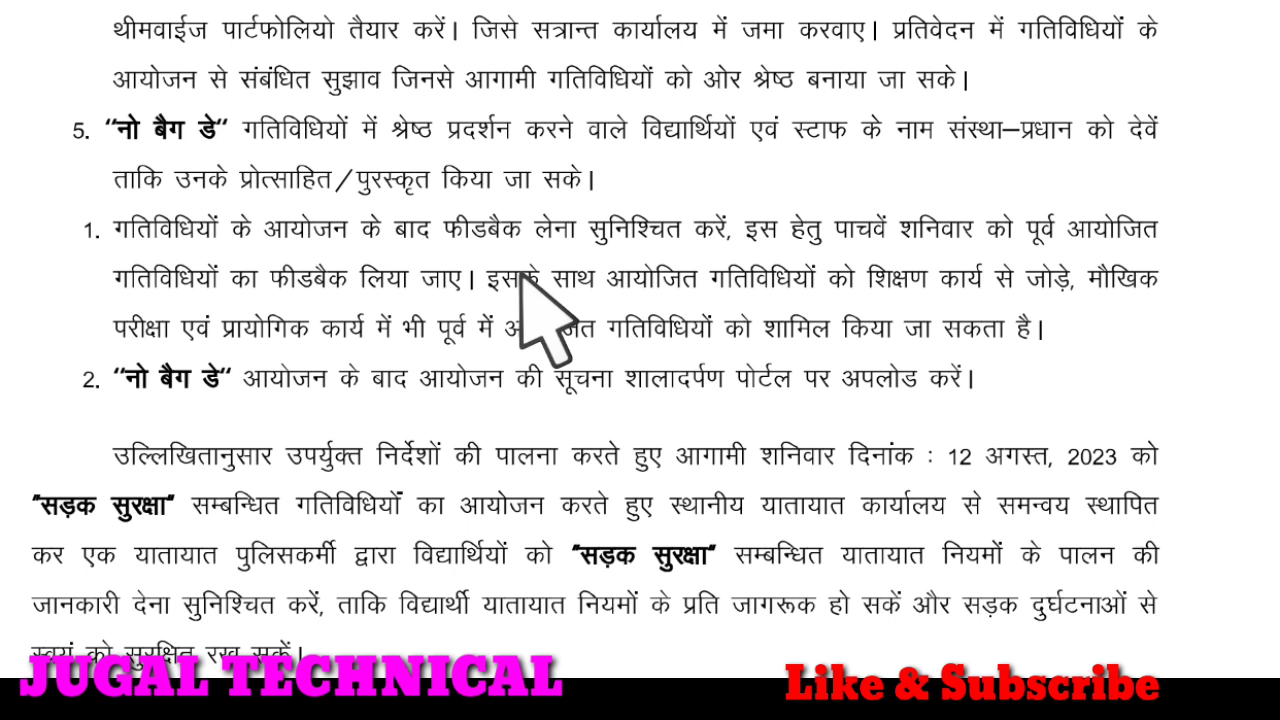 थीमवाईज पार्टफोलियो तैयार करें। जिसे सत्रान्त कार्यालय में जमा करवाए। प्रतिवेदन में गतिविधियों के
आयोजन से संबंधित सुझाव जिनसे आगामी गतिविधियों को ओर श्रेष्ठ बनाया जा सके।
5. “नो बैग डे” गतिविधियों में श्रेष्ठ प्रदर्शन करने वाले विद्यार्थियों एवं स्टाफ के नाम संस्था–प्रधान को देवें
ताकि उनके प्रोत्साहित/पुरस्कृत किया जा सके।
1. गतिविधियों के आयोजन के बाद फीडबैक लेना सुनिश्चित करें, इस हेतु पाचवें शनिवार को पूर्व आयोजित
गतिविधियों का फीडबैक लिया जाए। इसके साथ आयोजित गतिविधियों को शिक्षण कार्य से जोड़े, मौखिक
परीक्षा एवं प्रायोगिक कार्य में भी पूर्व में गतिविधियों को शामिल किया जा सकता है।
2. “नो बैग डे” आयोजन के बाद आयोजन की सूचना शालादर्पण पोर्टल पर अपलोड करें।
उल्लिखितानुसार उपर्युक्त निर्देशों की पालना करते हुए आगामी शनिवार दिनांक : 12 अगस्त, 2023 को
"सड़क सुरक्षा" सम्बन्धित गतिविधियों का आयोजन करते हुए स्थानीय यातायात कार्यालय से समन्वय स्थापित
कर एक यातायात पुलिसकर्मी द्वारा विद्यार्थियों को "सड़क सुरक्षा" सम्बन्धित यातायात नियमों के पालन की
जानकारी देना सुनिश्चित करें, ताकि विद्यार्थी यातायात नियमों के प्रति जागरूक हो सकें और सड़क दुर्घटनाओं से
स्वयं को सुरक्षित रख सकें।
JUGAL TECHNICAL
Like & Subscribe